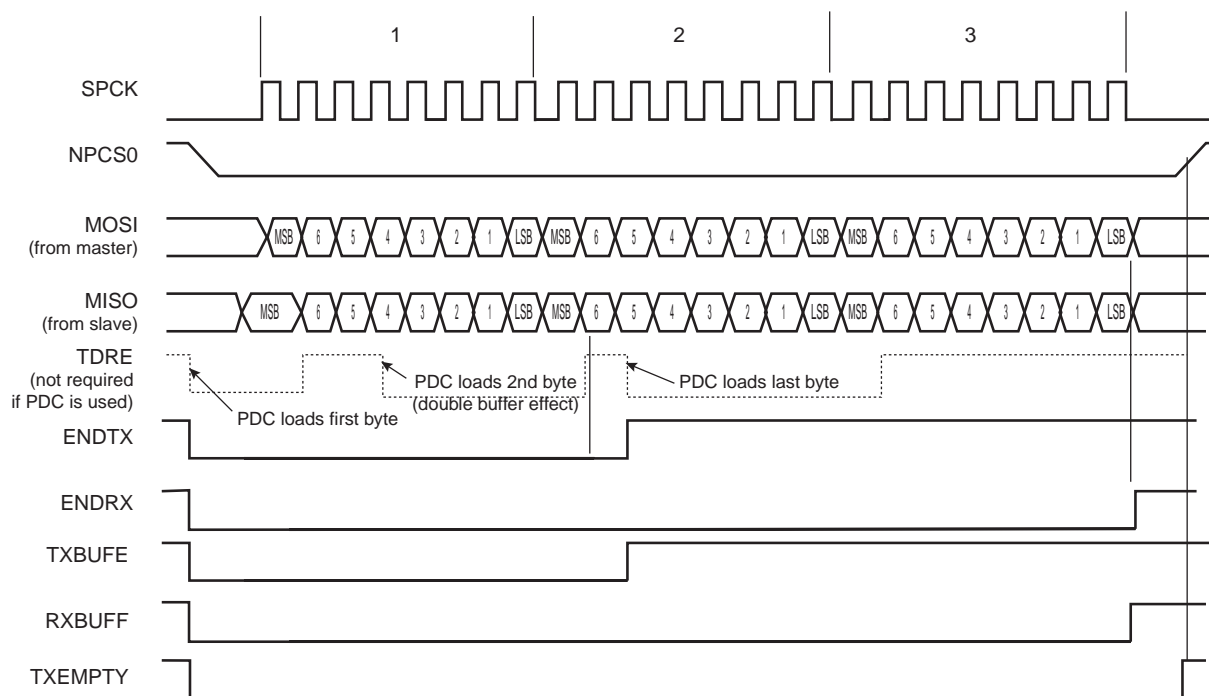 1 2 3
SPCK
NPCS0
MOSI
(from master)
MSB 6 5 4 3 2 1 LSB MSB 6 5 4 3 2 1 LSB MSB 6 5 4 3 2 1 LSB
MISO
(from slave)
MSB 6 5 4 3 2 1 LSB MSB 6 5 4 3 2 1 LSB MSB 6 5 4 3 2 1 LSB
TDRE
(not required
if PDC is used)
PDC loads first byte
PDC loads 2nd byte
(double buffer effect)
PDC loads last byte
ENDTX
ENDRX
TXBUFE
RXBUFF
TXEMPTY